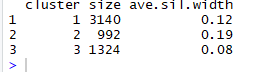 cluster size ave.sil.width
1 1 3140 0.12
2 2 992 0.19
3 3 1324 0.08
>